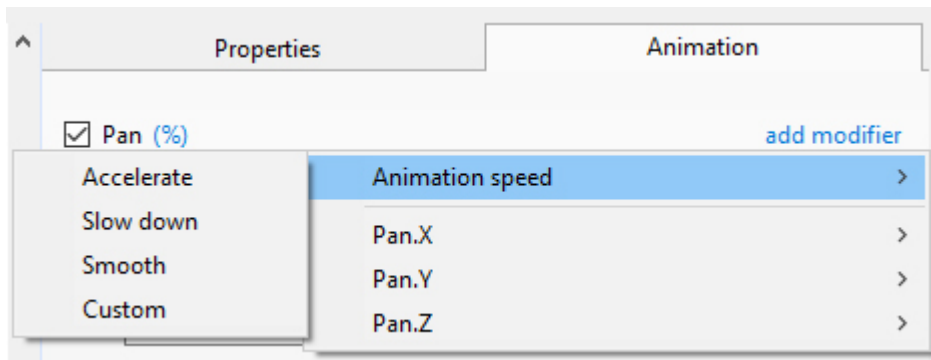 Properties
Animation
Pan (%)
add modifier
Accelerate
Slow down
Smooth
Custom
Animation speed
Pan.X
Pan.Y
Pan.Z